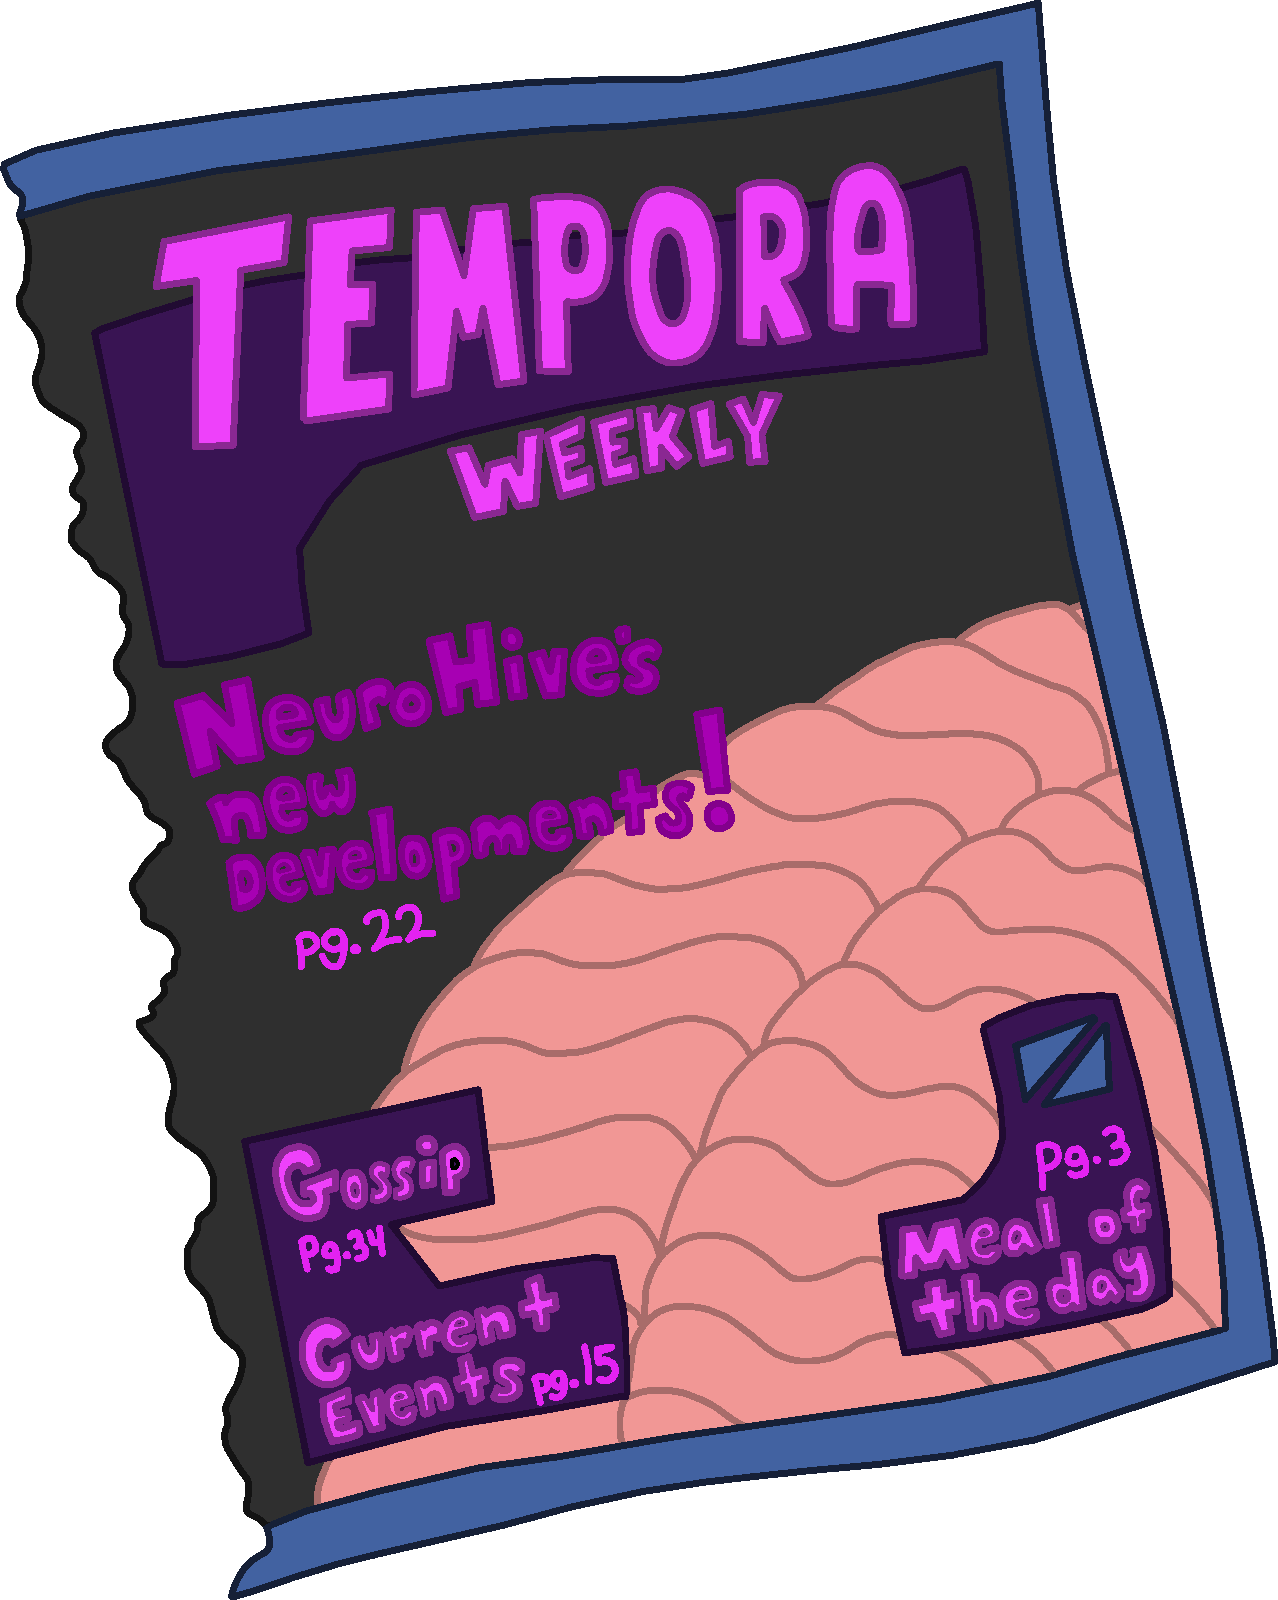 TEMPORA
WEEKLY
NeuroHive's
new
Developments!
pg.22
Gossip
Pg.34
Current
Events pg.15
Pg.3
Meal of
the day